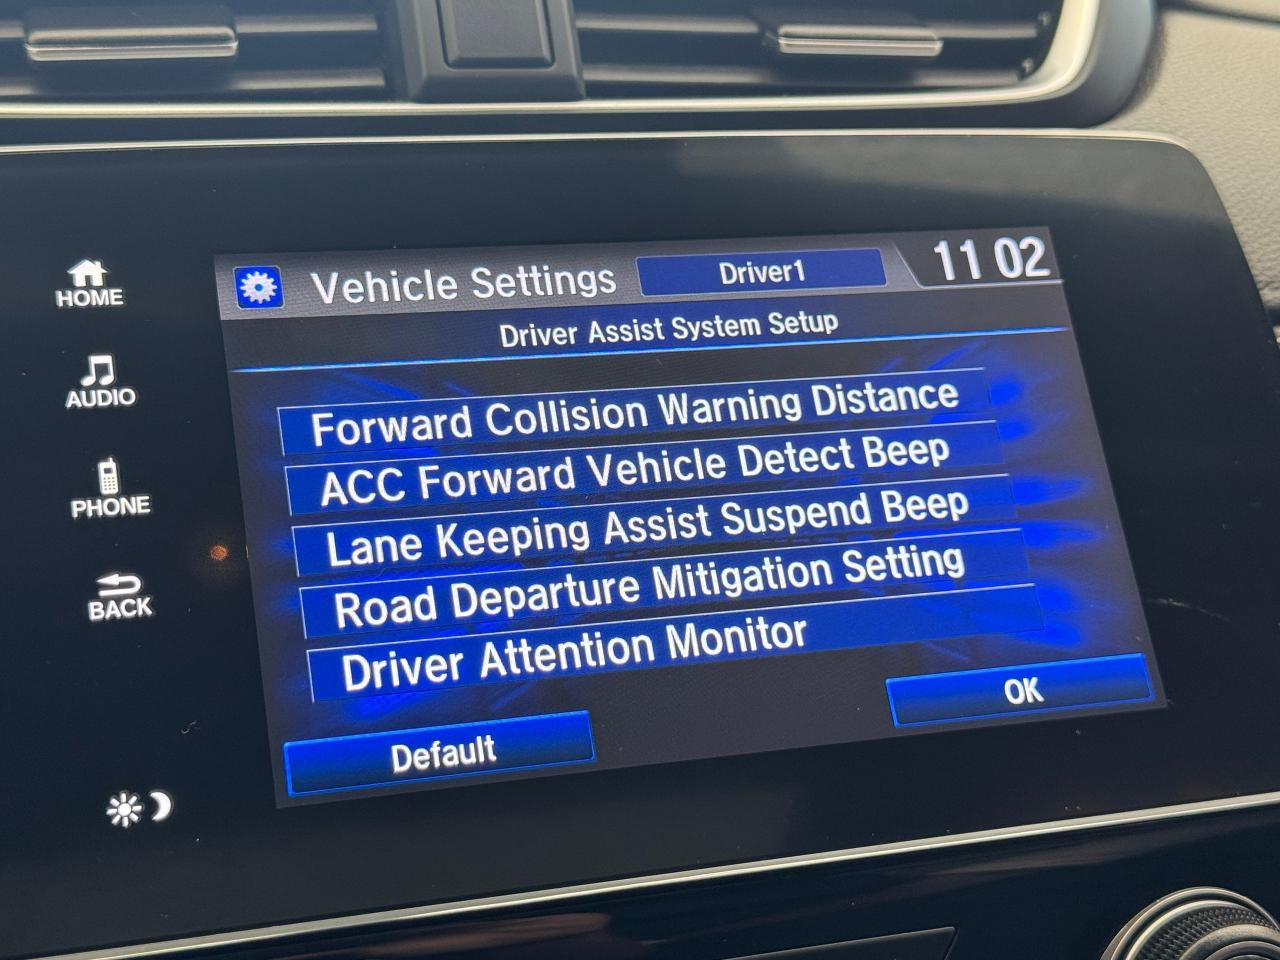 Vehicle Settings
Driver1
11 02
Driver Assist System Setup
HOME
AUDIO
PHONE
BACK
Forward Collision Warning Distance
ACC Forward Vehicle Detect Beep
Lane Keeping Assist Suspend Beep
Road Departure Mitigation Setting
Driver Attention Monitor
Default
OK